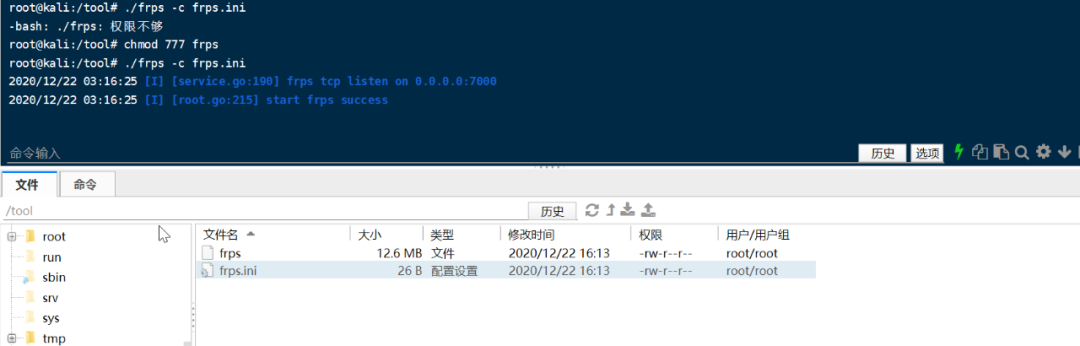 root@kali:/tool# ./frps -c frps.ini
-bash: ./frps: 权限不够
root@kali:/tool# chmod 777 frps
root@kali:/tool# ./frps -c frps.ini
2020/12/22 03:16:25 [I] [service.go:190] frps tcp listen on 0.0.0.0:7000
2020/12/22 03:16:25 [I] [root.go:215] start frps success
命令输入 历史 选项
文件 命令
/tool 历史
文件名 大小 类型 修改时间 权限 用户/用户组
root
run
sbin
srv
sys
tmp
frps 12.6 MB 文件 2020/12/22 16:13 -rw-r--r-- root/root
frps.ini 26 B 配置设置 2020/12/22 16:13 -rw-r--r-- root/root